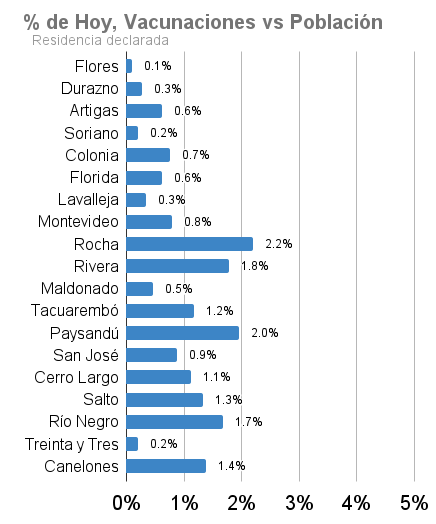 % de Hoy, Vacunaciones vs Población
Residencia declarada
Flores 0.1%
Durazno 0.3%
Artigas 0.6%
Soriano 0.2%
Colonia 0.7%
Florida 0.6%
Lavalleja 0.3%
Montevideo 0.8%
Rocha 2.2%
Rivera 1.8%
Maldonado 0.5%
Tacuarembó 1.2%
Paysandú 2.0%
San José 0.9%
Cerro Largo 1.1%
Salto 1.3%
Río Negro 1.7%
Treinta y Tres 0.2%
Canelones 1.4%
0% 1% 2% 3% 4% 5%